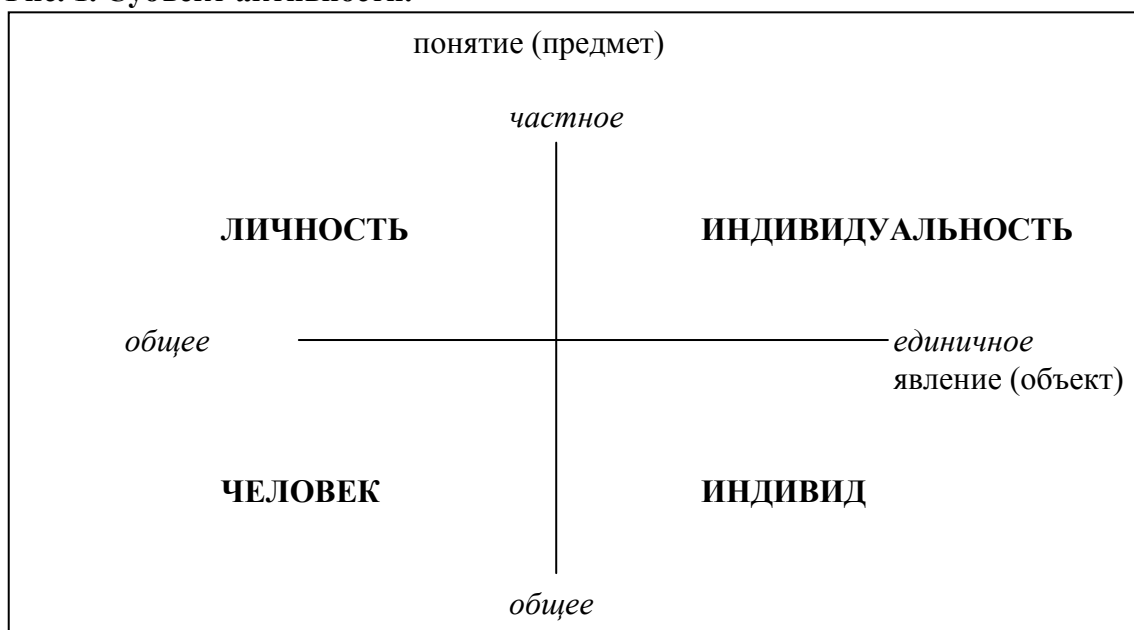 понятие (предмет)
частное
ЛИЧНОСТЬ ИНДИВИДУАЛЬНОСТЬ
общее единичное
явление (объект)
ЧЕЛОВЕК ИНДИВИД
общее